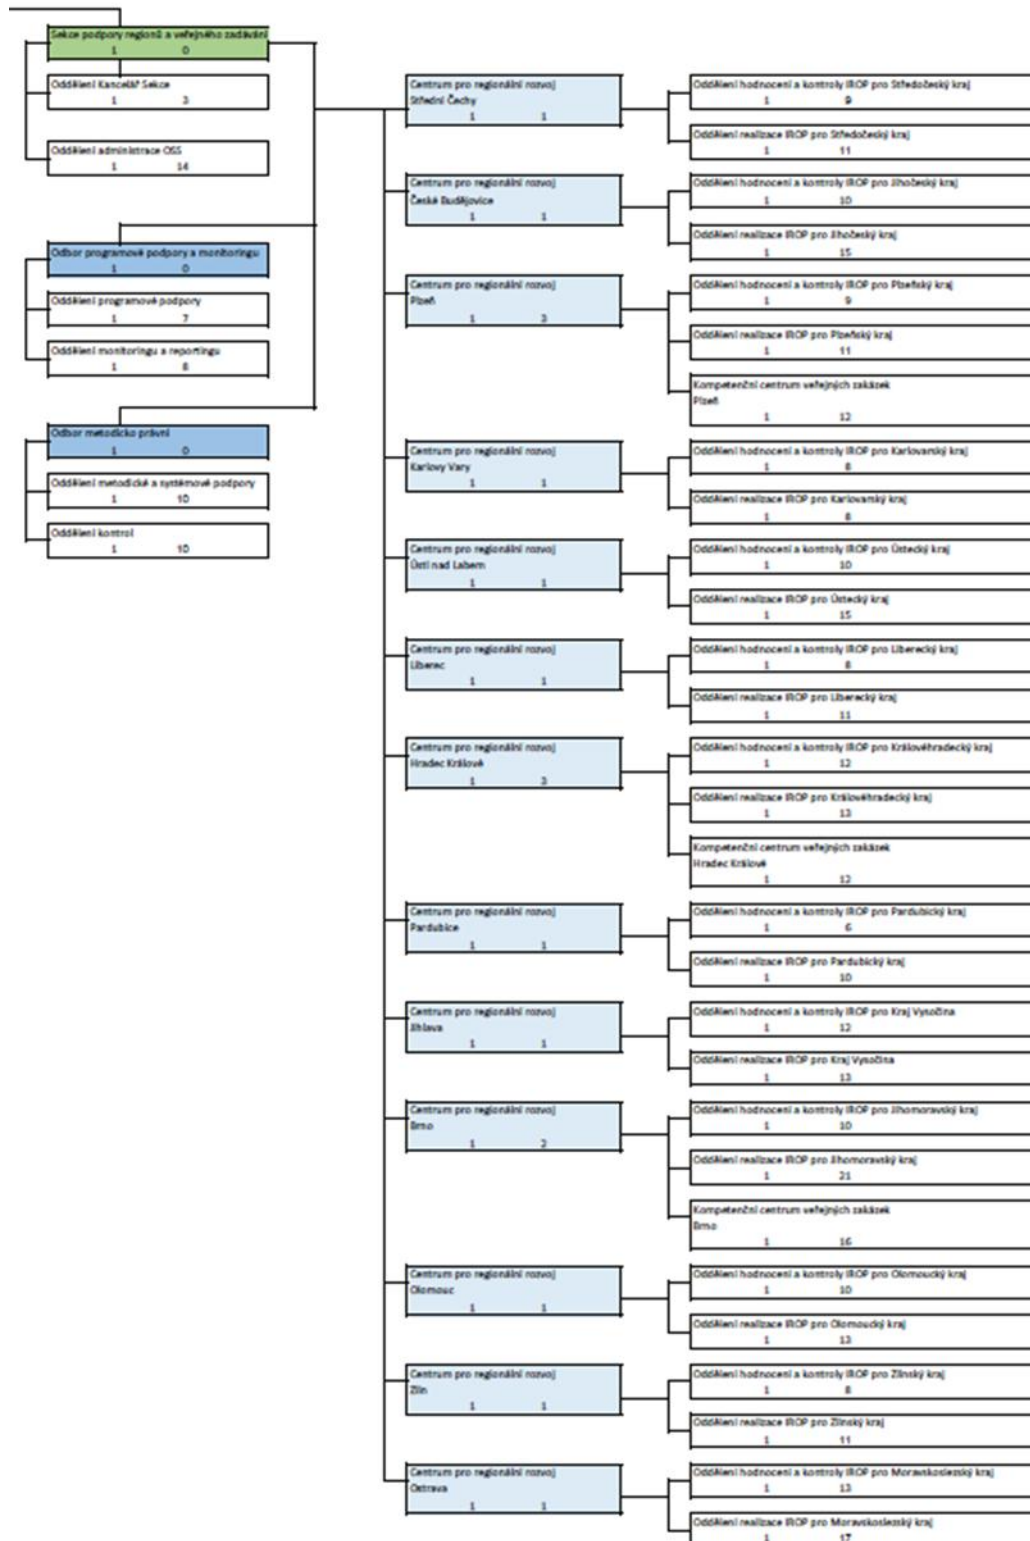 Sekce podpory regionů a veřejného zadávání
1 0
Oddělení Kancelář Sekce
1 3
Oddělení administrace OSS
1 14
Odbor programové podpory a monitoringu
1 0
Oddělení programové podpory
1 7
Oddělení monitoringu a reportingu
1 8
Odbor metodicko právní
1 0
Oddělení metodické a systémové podpory
1 10
Oddělení kontrol
1 10
Centrum pro regionální rozvoj
Střední Čechy
1 1
Oddělení hodnocení a kontroly IROP pro Středočeský kraj
1 9
Oddělení realizace IROP pro Středočeský kraj
1 11
Centrum pro regionální rozvoj
České Budějovice
1 1
Oddělení hodnocení a kontroly IROP pro Jihočeský kraj
1 10
Oddělení realizace IROP pro Jihočeský kraj
1 15
Centrum pro regionální rozvoj
Plzeň
1 3
Oddělení hodnocení a kontroly IROP pro Plzeňský kraj
1 9
Oddělení realizace IROP pro Plzeňský kraj
1 11
Kompetenční centrum veřejných zakázek
Plzeň
1 12
Centrum pro regionální rozvoj
Karlovy Vary
1 1
Oddělení hodnocení a kontroly IROP pro Karlovarský kraj
1 8
Oddělení realizace IROP pro Karlovarský kraj
1 8
Centrum pro regionální rozvoj
Ústí nad Labem
1 1
Oddělení hodnocení a kontroly IROP pro Ústecký kraj
1 10
Oddělení realizace IROP pro Ústecký kraj
1 15
Centrum pro regionální rozvoj
Liberec
1 1
Oddělení hodnocení a kontroly IROP pro Liberecký kraj
1 8
Oddělení realizace IROP pro Liberecký kraj
1 11
Centrum pro regionální rozvoj
Hradec Králové
1 3
Oddělení hodnocení a kontroly IROP pro Královéhradecký kraj
1 12
Oddělení realizace IROP pro Královéhradecký kraj
1 13
Kompetenční centrum veřejných zakázek
Hradec Králové
1 12
Centrum pro regionální rozvoj
Pardubice
1 1
Oddělení hodnocení a kontroly IROP pro Pardubický kraj
1 6
Oddělení realizace IROP pro Pardubický kraj
1 10
Centrum pro regionální rozvoj
Jihlava
1 1
Oddělení hodnocení a kontroly IROP pro Kraj Vysočina
1 12
Oddělení realizace IROP pro Kraj Vysočina
1 13
Centrum pro regionální rozvoj
Brno
1 2
Oddělení hodnocení a kontroly IROP pro Jihomoravský kraj
1 10
Oddělení realizace IROP pro Jihomoravský kraj
1 21
Kompetenční centrum veřejných zakázek
Brno
1 16
Centrum pro regionální rozvoj
Olomouc
1 1
Oddělení hodnocení a kontroly IROP pro Olomoucký kraj
1 10
Oddělení realizace IROP pro Olomoucký kraj
1 13
Centrum pro regionální rozvoj
Zlín
1 1
Oddělení hodnocení a kontroly IROP pro Zlínský kraj
1 8
Oddělení realizace IROP pro Zlínský kraj
1 11
Centrum pro regionální rozvoj
Ostrava
1 1
Oddělení hodnocení a kontroly IROP pro Moravskoslezský kraj
1 13
Oddělení realizace IROP pro Moravskoslezský kraj
1 17